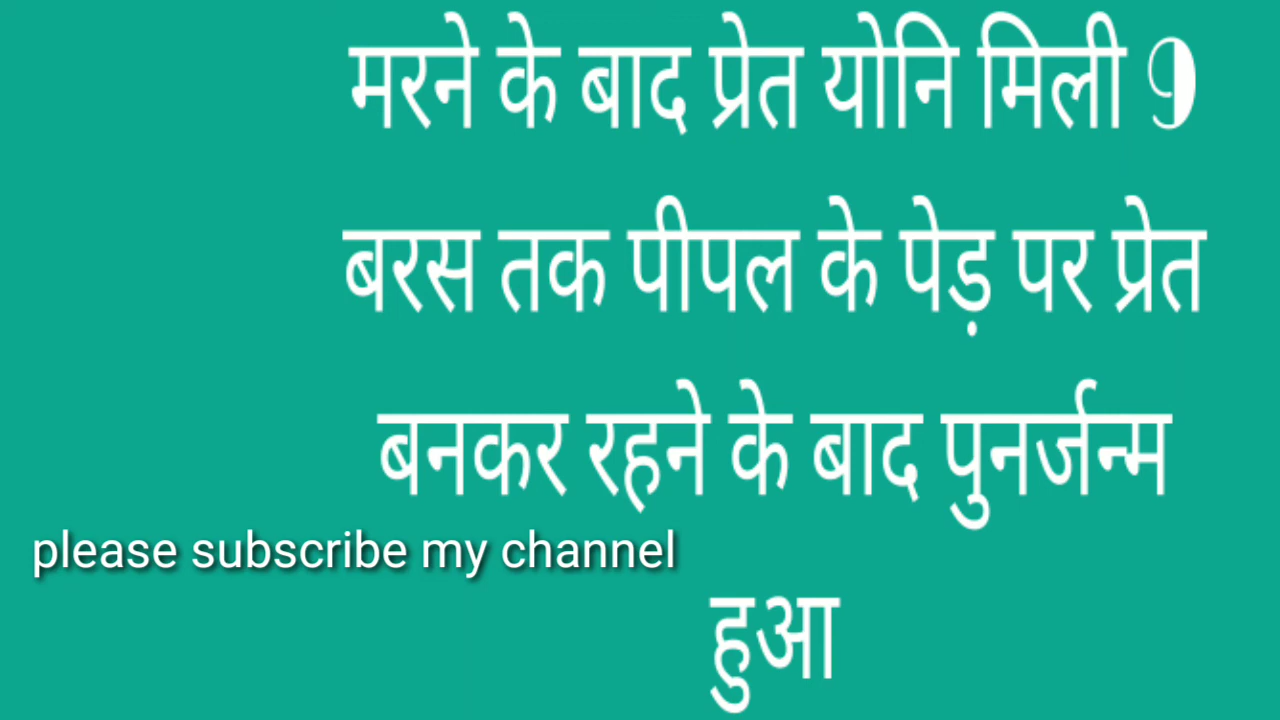 मरने के बाद प्रेत योनि मिली 9
बरस तक पीपल के पेड़ पर प्रेत
बनकर रहने के बाद पुनर्जन्म
please subscribe my channel
हुआ